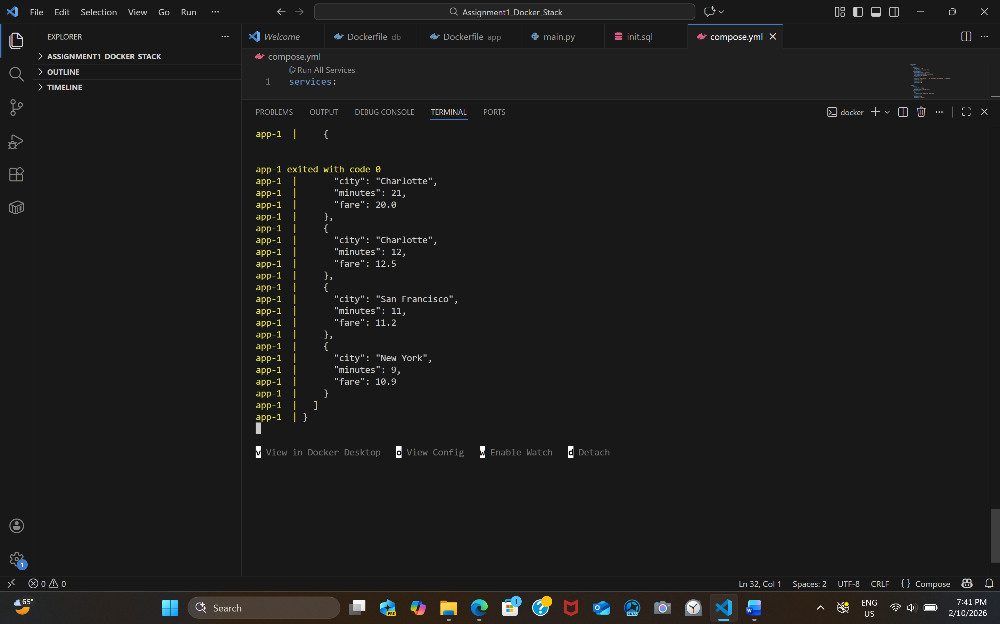 File Edit Selection View Go Run ··· Assignment1_Docker_Stack
EXPLORER ···
ASSIGNMENT1_DOCKER_STACK
OUTLINE
TIMELINE
Welcome Dockerfile db Dockerfile app main.py init.sql compose.yml
compose.yml
Run All Services
1 services:
PROBLEMS OUTPUT DEBUG CONSOLE TERMINAL PORTS docker
app-1 | {
app-1 exited with code 0
app-1 | "city": "Charlotte",
app-1 | "minutes": 21,
app-1 | "fare": 20.0
app-1 | },
app-1 | {
app-1 | "city": "Charlotte",
app-1 | "minutes": 12,
app-1 | "fare": 12.5
app-1 | },
app-1 | {
app-1 | "city": "San Francisco",
app-1 | "minutes": 11,
app-1 | "fare": 11.2
app-1 | },
app-1 | {
app-1 | "city": "New York",
app-1 | "minutes": 9,
app-1 | "fare": 10.9
app-1 | }
app-1 | ]
app-1 | }
v View in Docker Desktop o View Config w Enable Watch d Detach
1
0 0 Ln 32, Col 1 Spaces: 2 UTF-8 CRLF { } Compose
65° Search PRE 1 BETA ENG US 7:41 PM
2/10/2026